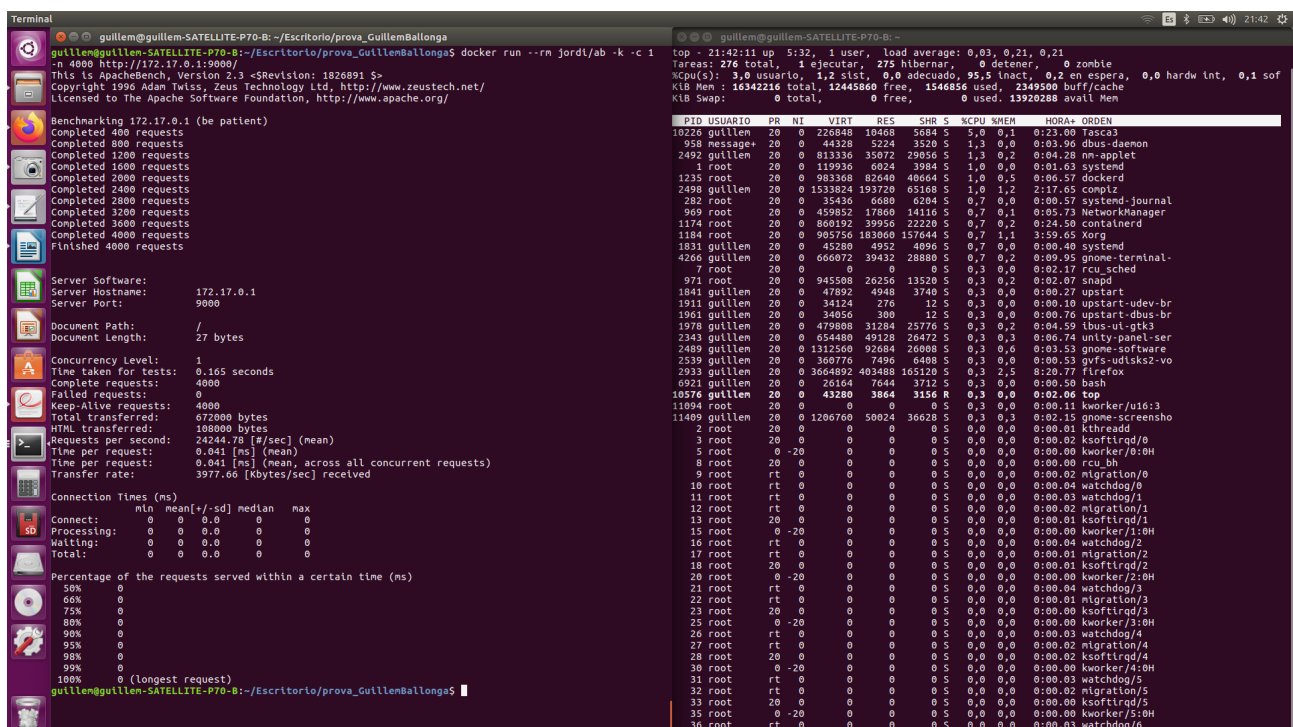 Terminal
Es
21:42
guillem@guillem-SATELLITE-P70-B: ~/Escritorio/prova_GuillemBallonga
guillem@guillem-SATELLITE-P70-B:~/Escritorio/prova_GuillemBallonga$ docker run --rm jordi/ab -k -c 1
-n 4000 http://172.17.0.1:9000/
This is ApacheBench, Version 2.3 <$Revision: 1826891 $>
Copyright 1996 Adam Twiss, Zeus Technology Ltd, http://www.zeustech.net/
Licensed to The Apache Software Foundation, http://www.apache.org/
Benchmarking 172.17.0.1 (be patient)
Completed 400 requests
Completed 800 requests
Completed 1200 requests
Completed 1600 requests
Completed 2000 requests
Completed 2400 requests
Completed 2800 requests
Completed 3200 requests
Completed 3600 requests
Completed 4000 requests
Finished 4000 requests
Server Software:
Server Hostname: 172.17.0.1
Server Port: 9000
Document Path: /
Document Length: 27 bytes
Concurrency Level: 1
Time taken for tests: 0.165 seconds
Complete requests: 4000
Failed requests: 0
Keep-Alive requests: 4000
Total transferred: 672000 bytes
HTML transferred: 108000 bytes
Requests per second: 24244.78 [#/sec] (mean)
Time per request: 0.041 [ms] (mean)
Time per request: 0.041 [ms] (mean, across all concurrent requests)
Transfer rate: 3977.66 [Kbytes/sec] received
Connection Times (ms)
min mean[+/-sd] median max
Connect: 0 0 0.0 0 0
Processing: 0 0 0.0 0 0
Waiting: 0 0 0.0 0 0
Total: 0 0 0.0 0 0
Percentage of the requests served within a certain time (ms)
50% 0
66% 0
75% 0
80% 0
90% 0
95% 0
98% 0
99% 0
100% 0 (longest request)
guillem@guillem-SATELLITE-P70-B:~/Escritorio/prova_GuillemBallonga$
guillem@guillem-SATELLITE-P70-B: ~
top - 21:42:11 up 5:32, 1 user, load average: 0,03, 0,21, 0,21
Tareas: 276 total, 1 ejecutar, 275 hibernar, 0 detener, 0 zombie
%Cpu(s): 3,0 usuario, 1,2 sist, 0,0 adecuado, 95,5 inact, 0,2 en espera, 0,0 hardw int, 0,1 sof
KiB Mem : 16342216 total, 12445860 free, 1546856 used, 2349500 buff/cache
KiB Swap: 0 total, 0 free, 0 used. 13920288 avail Mem
PID USUARIO PR NI VIRT RES SHR S %CPU %MEM HORA+ ORDEN
10226 guillem 20 0 226848 10468 5684 S 5,0 0,1 0:23.00 Tasca3
958 message+ 20 0 44328 5224 3520 S 1,3 0,0 0:03.96 dbus-daemon
2492 guillem 20 0 813336 35072 29056 S 1,3 0,2 0:04.28 nm-applet
1 root 20 0 119936 6024 3984 S 1,0 0,0 0:01.63 systemd
1235 root 20 0 983368 82640 40664 S 1,0 0,5 0:06.57 dockerd
2498 guillem 20 0 1533824 193720 65168 S 1,0 1,2 2:17.65 compiz
282 root 20 0 35436 6680 6204 S 0,7 0,0 0:00.57 systemd-journal
969 root 20 0 459852 17860 14116 S 0,7 0,1 0:05.73 NetworkManager
1174 root 20 0 860192 39956 22220 S 0,7 0,2 0:24.50 containerd
1184 root 20 0 905756 183060 157644 S 0,7 1,1 3:59.65 Xorg
1831 guillem 20 0 45280 4952 4096 S 0,7 0,0 0:00.40 systemd
4266 guillem 20 0 666072 39432 28880 S 0,7 0,2 0:09.95 gnome-terminal-
7 root 20 0 0 0 0 S 0,3 0,0 0:02.17 rcu_sched
971 root 20 0 945508 26256 13520 S 0,3 0,2 0:02.07 snapd
1841 guillem 20 0 47892 4948 3740 S 0,3 0,0 0:00.27 upstart
1911 guillem 20 0 34124 276 12 S 0,3 0,0 0:00.10 upstart-udev-br
1961 guillem 20 0 34056 300 12 S 0,3 0,0 0:00.76 upstart-dbus-br
1978 guillem 20 0 479808 31284 25776 S 0,3 0,2 0:04.59 ibus-ui-gtk3
2343 guillem 20 0 654480 49128 26472 S 0,3 0,3 0:06.74 unity-panel-ser
2489 guillem 20 0 1312560 92684 26008 S 0,3 0,6 0:03.53 gnome-software
2539 guillem 20 0 360776 7496 6408 S 0,3 0,0 0:00.53 gvfs-udisks2-vo
2933 guillem 20 0 3664892 403488 165120 S 0,3 2,5 8:20.77 firefox
6921 guillem 20 0 26164 7644 3712 S 0,3 0,0 0:00.50 bash
10576 guillem 20 0 43280 3864 3156 R 0,3 0,0 0:02.06 top
11094 root 20 0 0 0 0 S 0,3 0,0 0:00.11 kworker/u16:3
11409 guillem 20 0 1206760 50024 36628 S 0,3 0,3 0:02.15 gnome-screensho
2 root 20 0 0 0 0 S 0,0 0,0 0:00.01 kthreadd
3 root 20 0 0 0 0 S 0,0 0,0 0:00.02 ksoftirqd/0
5 root 0 -20 0 0 0 S 0,0 0,0 0:00.00 kworker/0:0H
8 root 20 0 0 0 0 S 0,0 0,0 0:00.00 rcu_bh
9 root rt 0 0 0 0 S 0,0 0,0 0:00.02 migration/0
10 root rt 0 0 0 0 S 0,0 0,0 0:00.04 watchdog/0
11 root rt 0 0 0 0 S 0,0 0,0 0:00.03 watchdog/1
12 root rt 0 0 0 0 S 0,0 0,0 0:00.02 migration/1
13 root 20 0 0 0 0 S 0,0 0,0 0:00.01 ksoftirqd/1
15 root 0 -20 0 0 0 S 0,0 0,0 0:00.00 kworker/1:0H
16 root rt 0 0 0 0 S 0,0 0,0 0:00.04 watchdog/2
17 root rt 0 0 0 0 S 0,0 0,0 0:00.01 migration/2
18 root 20 0 0 0 0 S 0,0 0,0 0:00.01 ksoftirqd/2
20 root 0 -20 0 0 0 S 0,0 0,0 0:00.00 kworker/2:0H
21 root rt 0 0 0 0 S 0,0 0,0 0:00.04 watchdog/3
22 root rt 0 0 0 0 S 0,0 0,0 0:00.01 migration/3
23 root 20 0 0 0 0 S 0,0 0,0 0:00.00 ksoftirqd/3
25 root 0 -20 0 0 0 S 0,0 0,0 0:00.00 kworker/3:0H
26 root rt 0 0 0 0 S 0,0 0,0 0:00.03 watchdog/4
27 root rt 0 0 0 0 S 0,0 0,0 0:00.02 migration/4
28 root 20 0 0 0 0 S 0,0 0,0 0:00.02 ksoftirqd/4
30 root 0 -20 0 0 0 S 0,0 0,0 0:00.00 kworker/4:0H
31 root rt 0 0 0 0 S 0,0 0,0 0:00.03 watchdog/5
32 root rt 0 0 0 0 S 0,0 0,0 0:00.02 migration/5
33 root 20 0 0 0 0 S 0,0 0,0 0:00.00 ksoftirqd/5
35 root 0 -20 0 0 0 S 0,0 0,0 0:00.00 kworker/5:0H
36 root rt 0 0 0 0 S 0,0 0,0 0:00.03 watchdog/6
SD